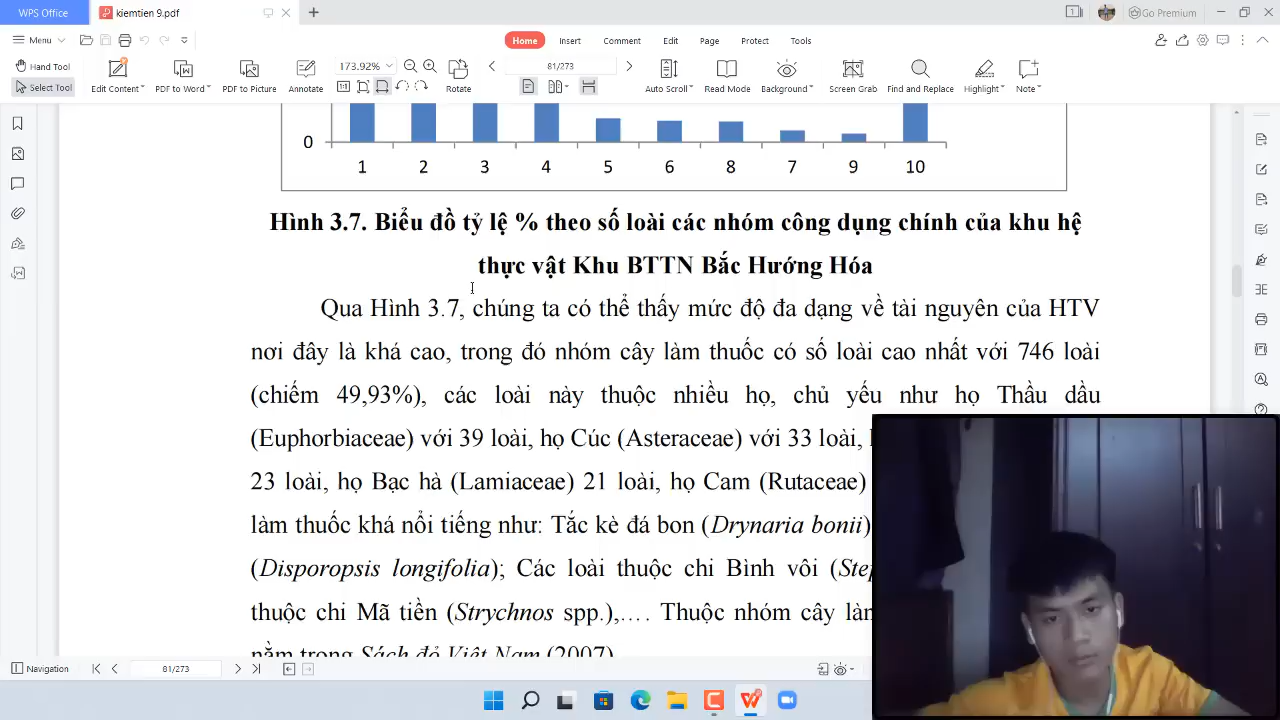 WPS Office
kiemtien 9.pdf
1
Go Premium
Menu
Home
Insert
Comment
Edit
Page
Protect
Tools
Hand Tool
Select Tool
Edit Content
PDF to Word
PDF to Picture
Annotate
173.92%
Rotate
81/273
Auto Scroll
Read Mode
Background
Screen Grab
Find and Replace
Highlight
Note
0
1 2 3 4 5 6 8 7 9 10
Hình 3.7. Biểu đồ tỷ lệ % theo số loài các nhóm công dụng chính của khu hệ
thực vật Khu BTTN Bắc Hướng Hóa
Qua Hình 3.7, chúng ta có thể thấy mức độ đa dạng về tài nguyên của HTV
nơi đây là khá cao, trong đó nhóm cây làm thuốc có số loài cao nhất với 746 loài
(chiếm 49,93%), các loài này thuộc nhiều họ, chủ yếu như họ Thầu dầu
(Euphorbiaceae) với 39 loài, họ Cúc (Asteraceae) với 33 loài,
23 loài, họ Bạc hà (Lamiaceae) 21 loài, họ Cam (Rutaceae)
làm thuốc khá nổi tiếng như: Tắc kè đá bon (Drynaria bonii)
(Disporopsis longifolia); Các loài thuộc chi Bình vôi (Step
thuộc chi Mã tiền (Strychnos spp.),…. Thuộc nhóm cây làm
nằm trong Sách đỏ Việt Nam (2007)
Navigation
81/273